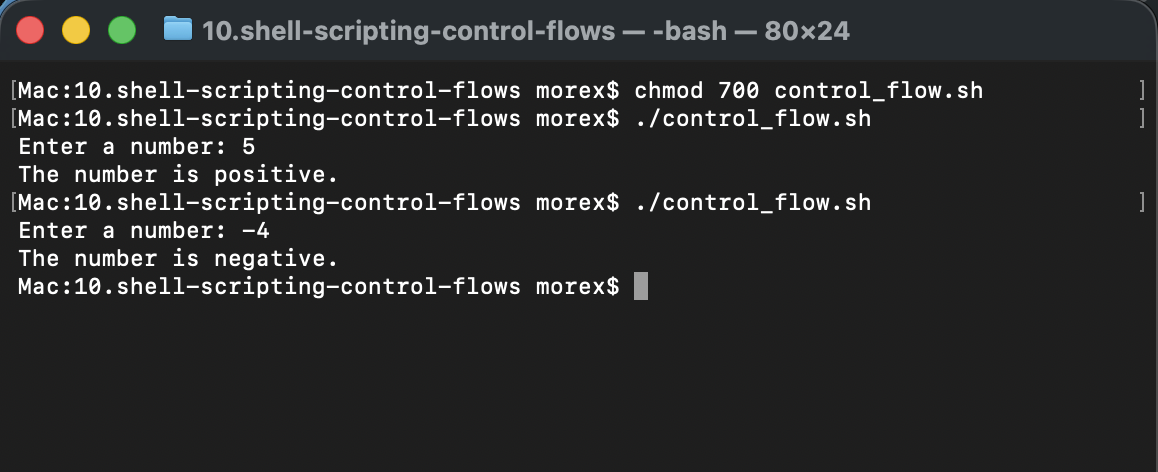 10.shell-scripting-control-flows — -bash — 80×24
[Mac:10.shell-scripting-control-flows morex$ chmod 700 control_flow.sh ]
[Mac:10.shell-scripting-control-flows morex$ ./control_flow.sh ]
Enter a number: 5
The number is positive.
[Mac:10.shell-scripting-control-flows morex$ ./control_flow.sh ]
Enter a number: -4
The number is negative.
Mac:10.shell-scripting-control-flows morex$